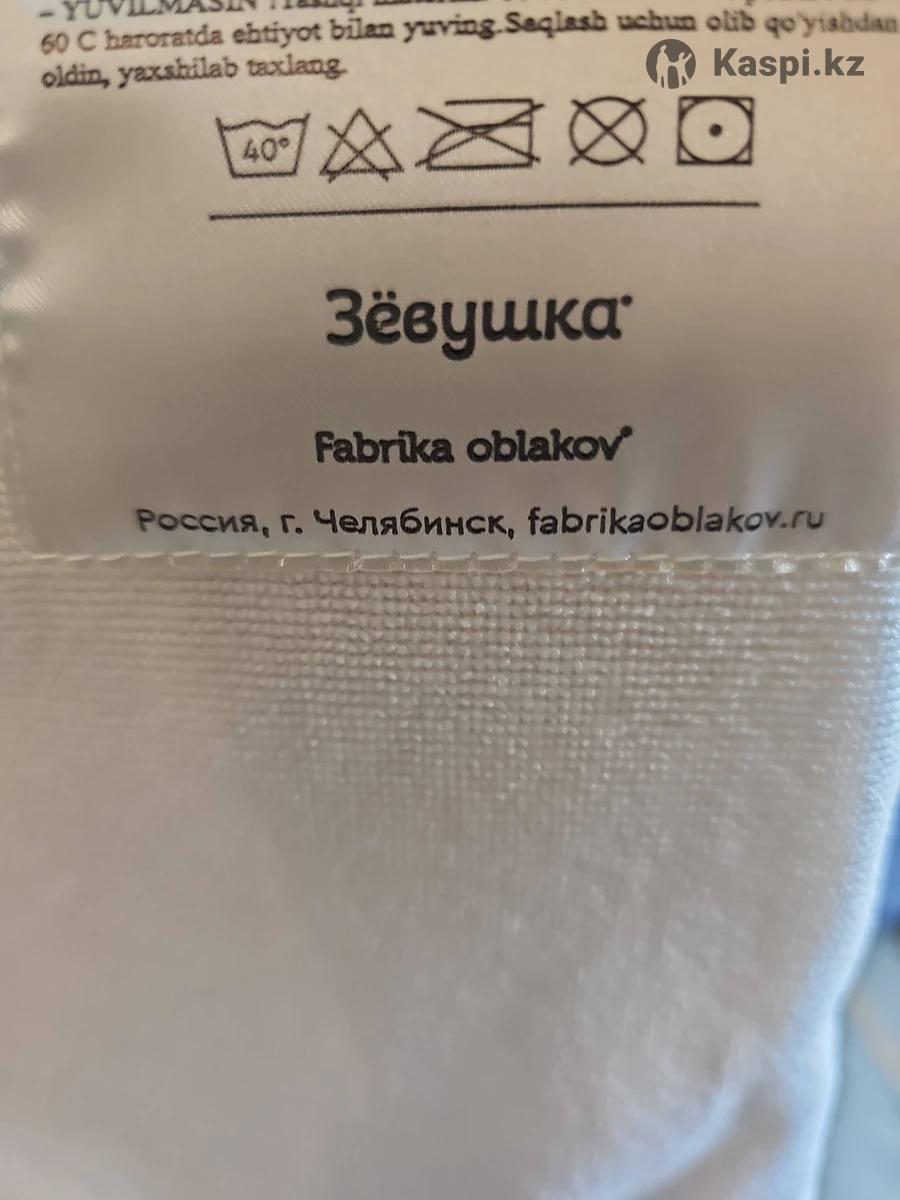 – YUVILMASIN
60 C haroratda ehtiyot bilan yuving.Saqlash uchun olib qo'yishdan
oldin, yaxshilab taxlang.
Kaspi.kz
40°
Зёвушка
Fabrika oblakov
Россия, г. Челябинск, fabrikaoblakov.ru